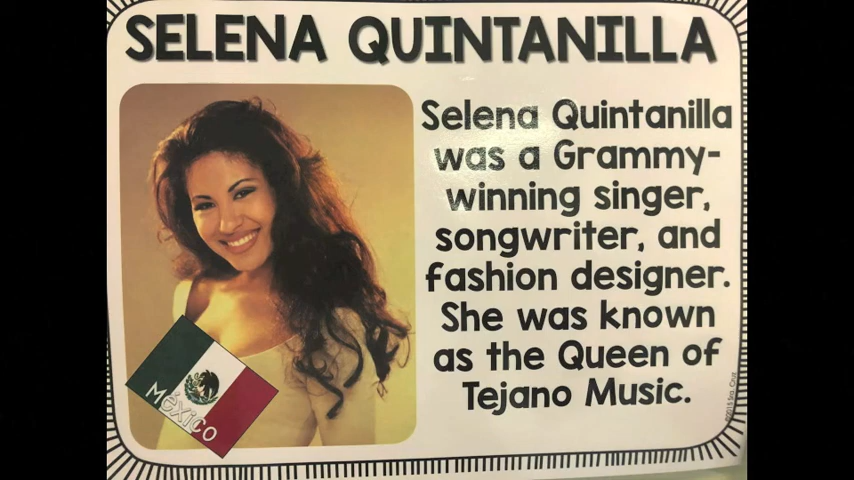 SELENA QUINTANILLA
Selena Quintanilla
was a Grammy-
winning singer,
songwriter, and
fashion designer.
She was known
as the Queen of
Tejano Music.
México